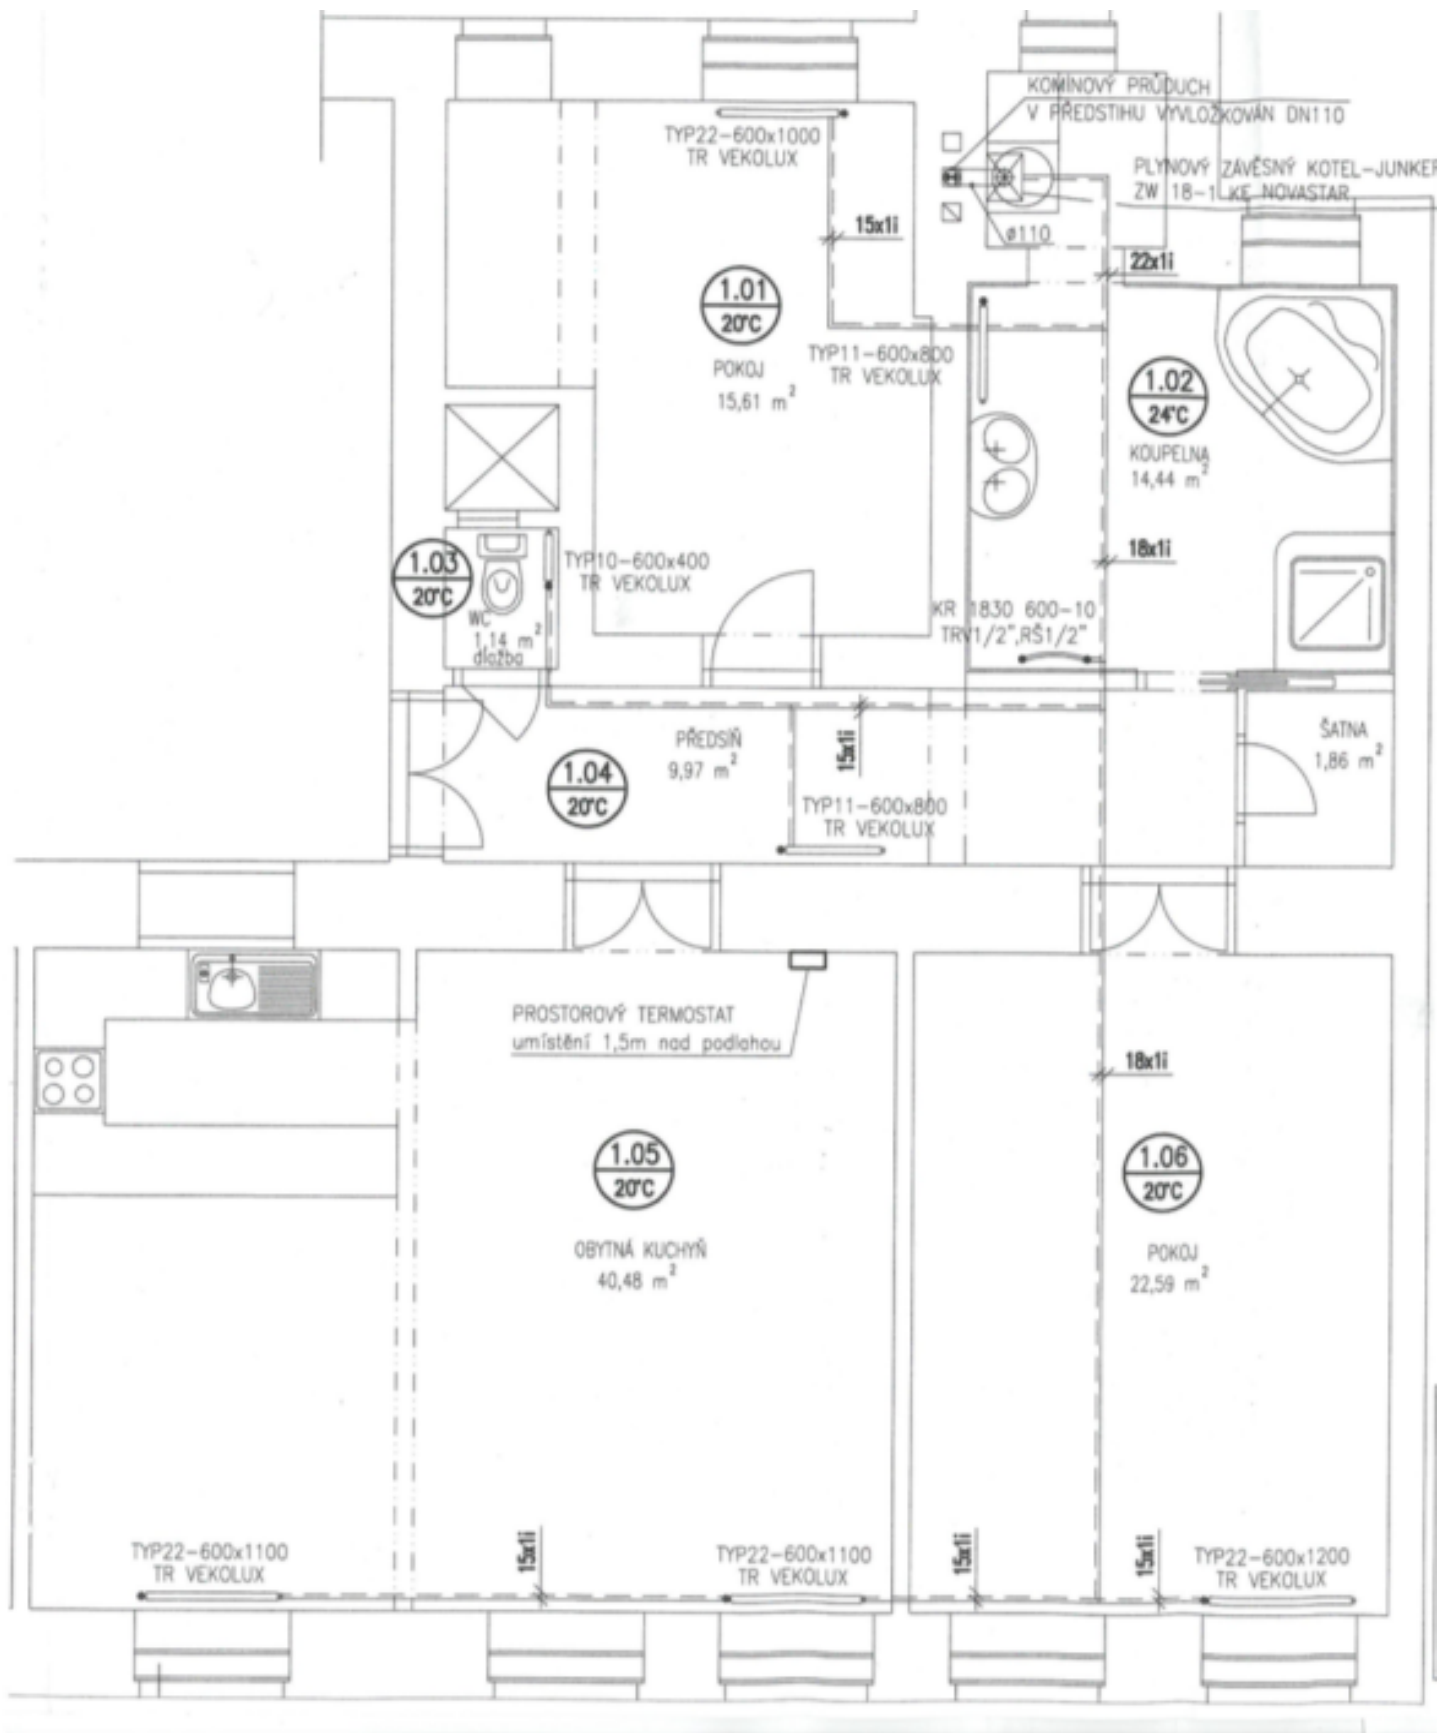 KOMÍNOVÝ PRŮDUCH
V PŘEDSTIHU VYVLOŽKOVÁN DN110
TYP22-600x1000
TR VEKOLUX
PLYNOVÝ ZÁVĚSNÝ KOTEL-JUNKER
ZW 18-1 KE NOVASTAR
15x1i
ø110
22x1i
1.01
20°C
POKOJ
15,61 m²
TYP11-600x800
TR VEKOLUX
1.02
24°C
KOUPELNA
14,44 m²
1.03
20°C
WC
1,14 m²
dlažba
TYP10-600x400
TR VEKOLUX
18x1i
KR 1830 600-10
TRV1/2",RŠ1/2"
PŘEDSÍŇ
9,97 m²
1.04
20°C
15x1i
TYP11-600x800
TR VEKOLUX
ŠATNA
1,86 m²
PROSTOROVÝ TERMOSTAT
umístění 1,5m nad podlahou
18x1i
1.05
20°C
OBYTNÁ KUCHYŇ
40,48 m²
1.06
20°C
POKOJ
22,59 m²
TYP22-600x1100
TR VEKOLUX
15x1i
TYP22-600x1100
TR VEKOLUX
15x1i
15x1i
TYP22-600x1200
TR VEKOLUX